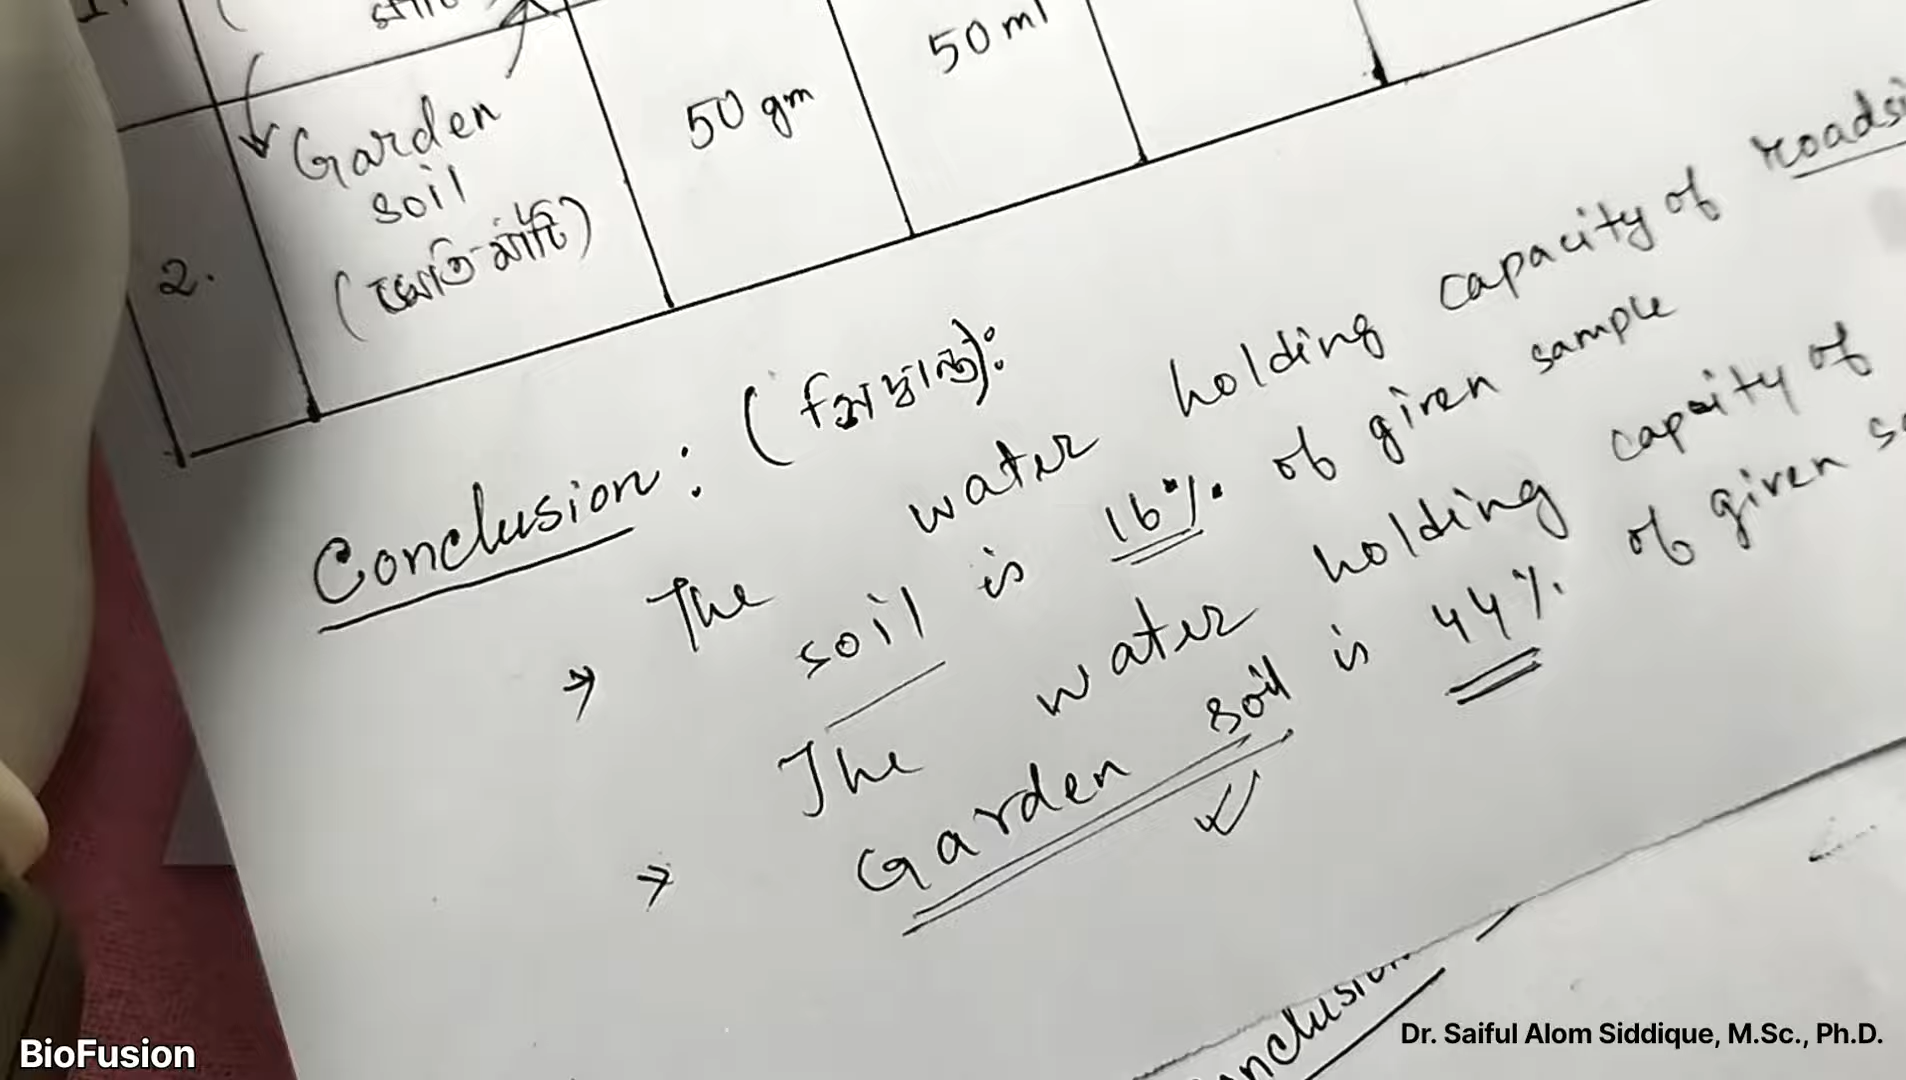 Garden
soil
50 gm
50 ml
2.
Conclusion: (সিদ্ধান্ত):
→ The water holding capacity of
soil is 16% of given sample
→ The water holding capacity of
Garden soil is 44% of given
BioFusion
Dr. Saiful Alom Siddique, M.Sc., Ph.D.